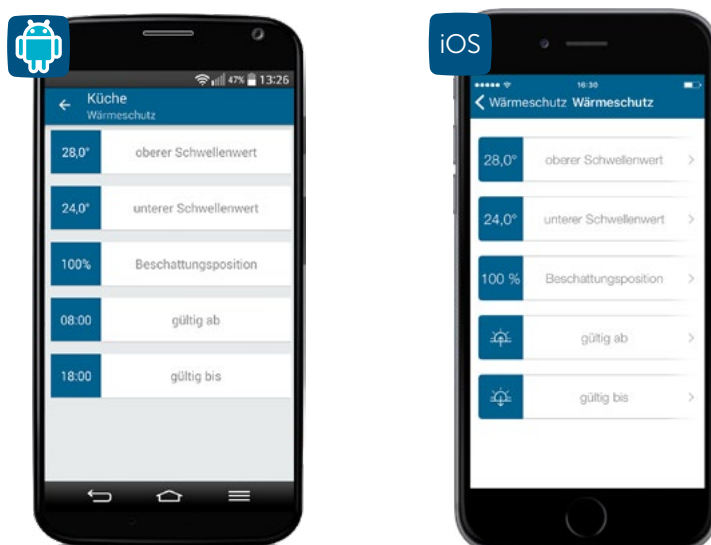 47% 13:26
Küche
Wärmeschutz
28,0° oberer Schwellenwert
24,0° unterer Schwellenwert
100% Beschattungsposition
08:00 gültig ab
18:00 gültig bis
iOS
16:30
Wärmeschutz Wärmeschutz
28,0° oberer Schwellenwert
24,0° unterer Schwellenwert
100 % Beschattungsposition
gültig ab
gültig bis